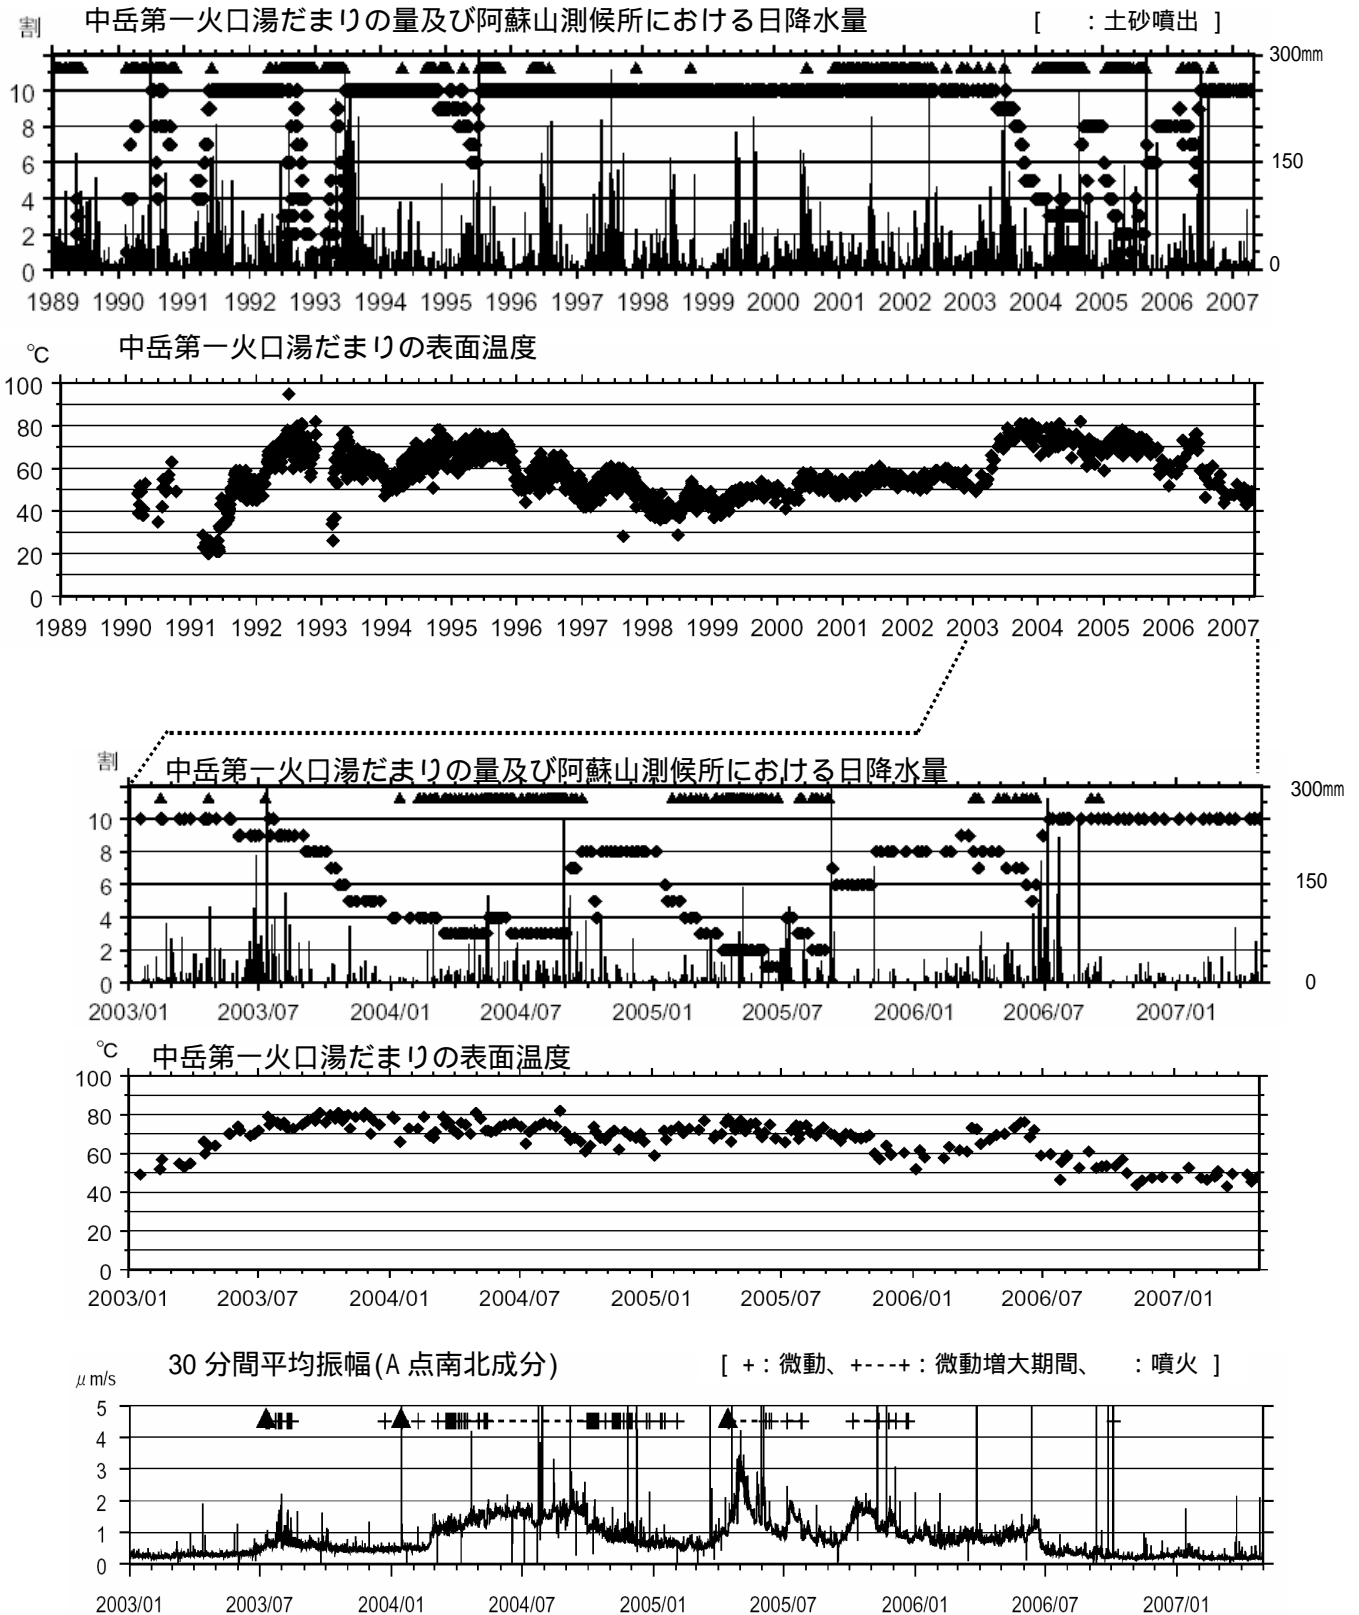 割 中岳第一火口湯だまりの量及び阿蘇山測候所における日降水量 [ : 土砂噴出 ]
300mm
10
8
6
150
4
2
0
0
1989 1990 1991 1992 1993 1994 1995 1996 1997 1998 1999 2000 2001 2002 2003 2004 2005 2006 2007
℃ 中岳第一火口湯だまりの表面温度
100
80
60
40
20
0
1989 1990 1991 1992 1993 1994 1995 1996 1997 1998 1999 2000 2001 2002 2003 2004 2005 2006 2007
割 中岳第一火口湯だまりの量及び阿蘇山測候所における日降水量
300mm
10
8
6
150
4
2
0
0
2003/01 2003/07 2004/01 2004/07 2005/01 2005/07 2006/01 2006/07 2007/01
℃ 中岳第一火口湯だまりの表面温度
100
80
60
40
20
0
2003/01 2003/07 2004/01 2004/07 2005/01 2005/07 2006/01 2006/07 2007/01
30 分間平均振幅(A 点南北成分) [ +：微動、+---+：微動増大期間、 ：噴火 ]
μm/s
5
4
3
2
1
0
2003/01 2003/07 2004/01 2004/07 2005/01 2005/07 2006/01 2006/07 2007/01